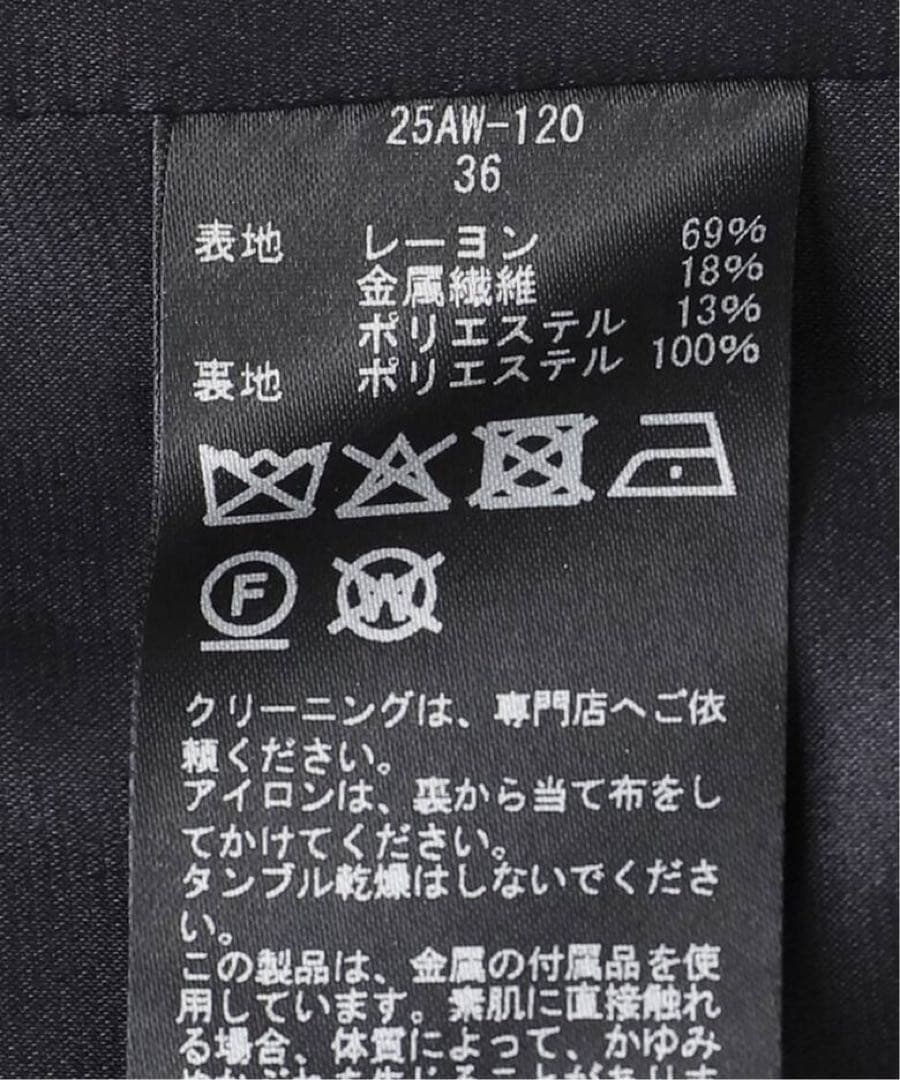 25AW-120
36
表地 レーヨン 69%
金属繊維 18%
ポリエステル 13%
裏地 ポリエステル 100%
F W
クリーニングは、専門店へご依
頼ください。
アイロンは、裏から当て布をし
てかけてください。
タンブル乾燥はしないでくださ
い。
この製品は、金属の付属品を使
用しています。素肌に直接触れ
る場合、体質によって、かゆみ